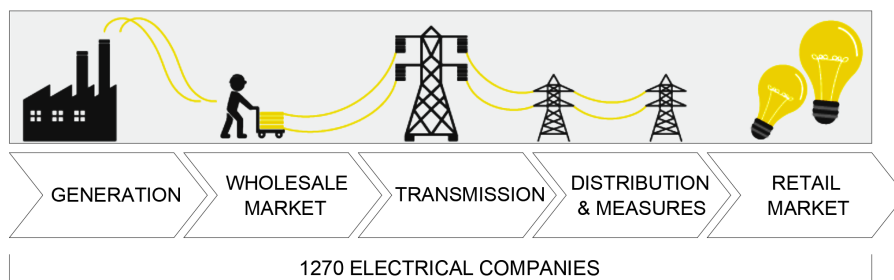 GENERATION
WHOLESALE
MARKET
TRANSMISSION
DISTRIBUTION
& MEASURES
RETAIL
MARKET
1270 ELECTRICAL COMPANIES